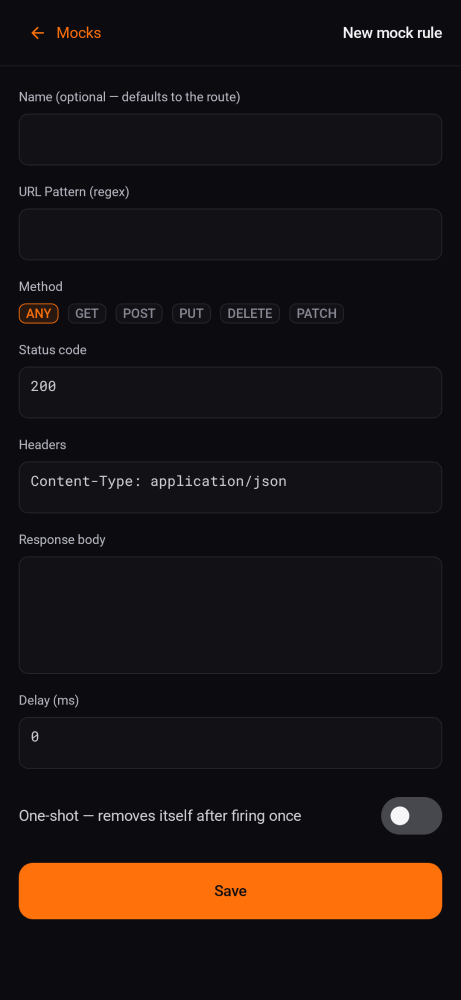 Mocks
New mock rule
Name (optional — defaults to the route)
URL Pattern (regex)
Method
ANY GET POST PUT DELETE PATCH
Status code
200
Headers
Content-Type: application/json
Response body
Delay (ms)
0
One-shot — removes itself after firing once
Save